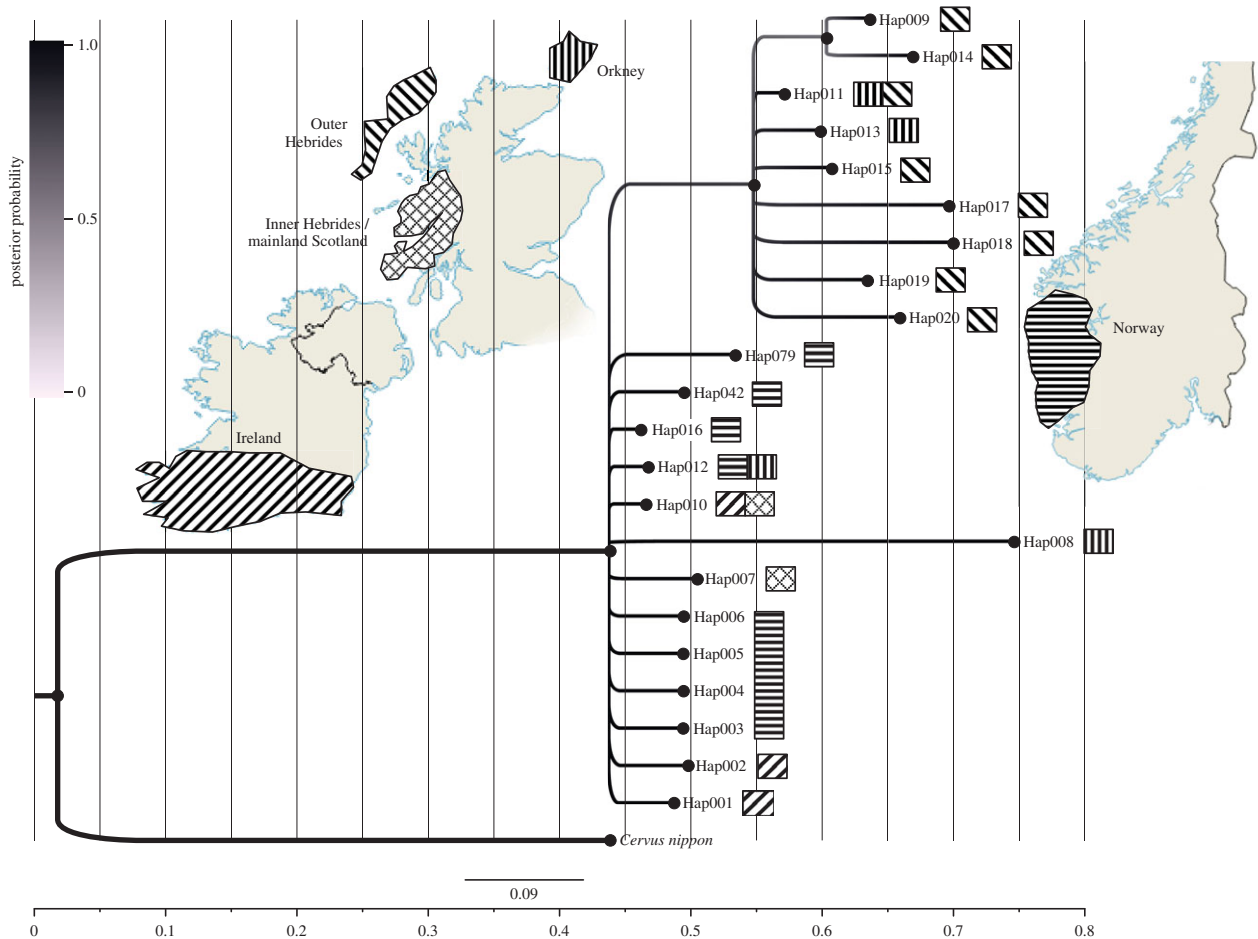 Hap009
1.0
Orkney
Hap014
Hap011
Outer
Hebrides
Hap013
posterior probability
Hap015
Hap017
0.5
Inner Hebrides /
mainland Scotland
Hap018
Hap019
Hap020
Norway
Hap079
0
Hap042
Hap016
Ireland
Hap012
Hap010
Hap008
Hap007
Hap006
Hap005
Hap004
Hap003
Hap002
Hap001
Cervus nippon
0.09
0 0.1 0.2 0.3 0.4 0.5 0.6 0.7 0.8